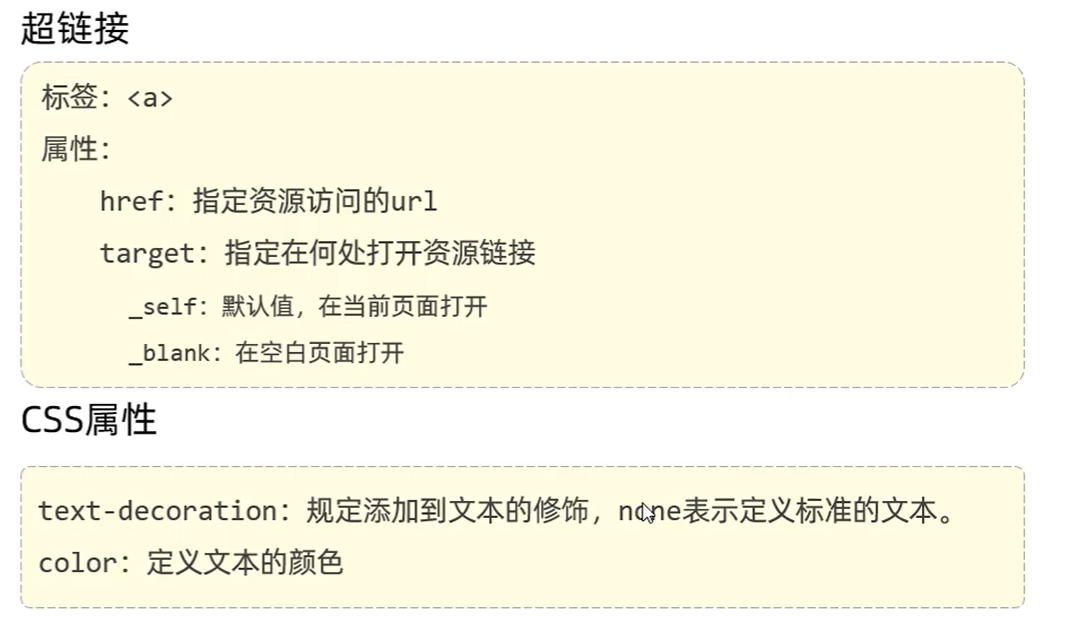 超链接
标签：<a>
属性：
href：指定资源访问的url
target：指定在何处打开资源链接
_self：默认值，在当前页面打开
_blank：在空白页面打开
CSS属性
text-decoration：规定添加到文本的修饰，none表示定义标准的文本。
color：定义文本的颜色